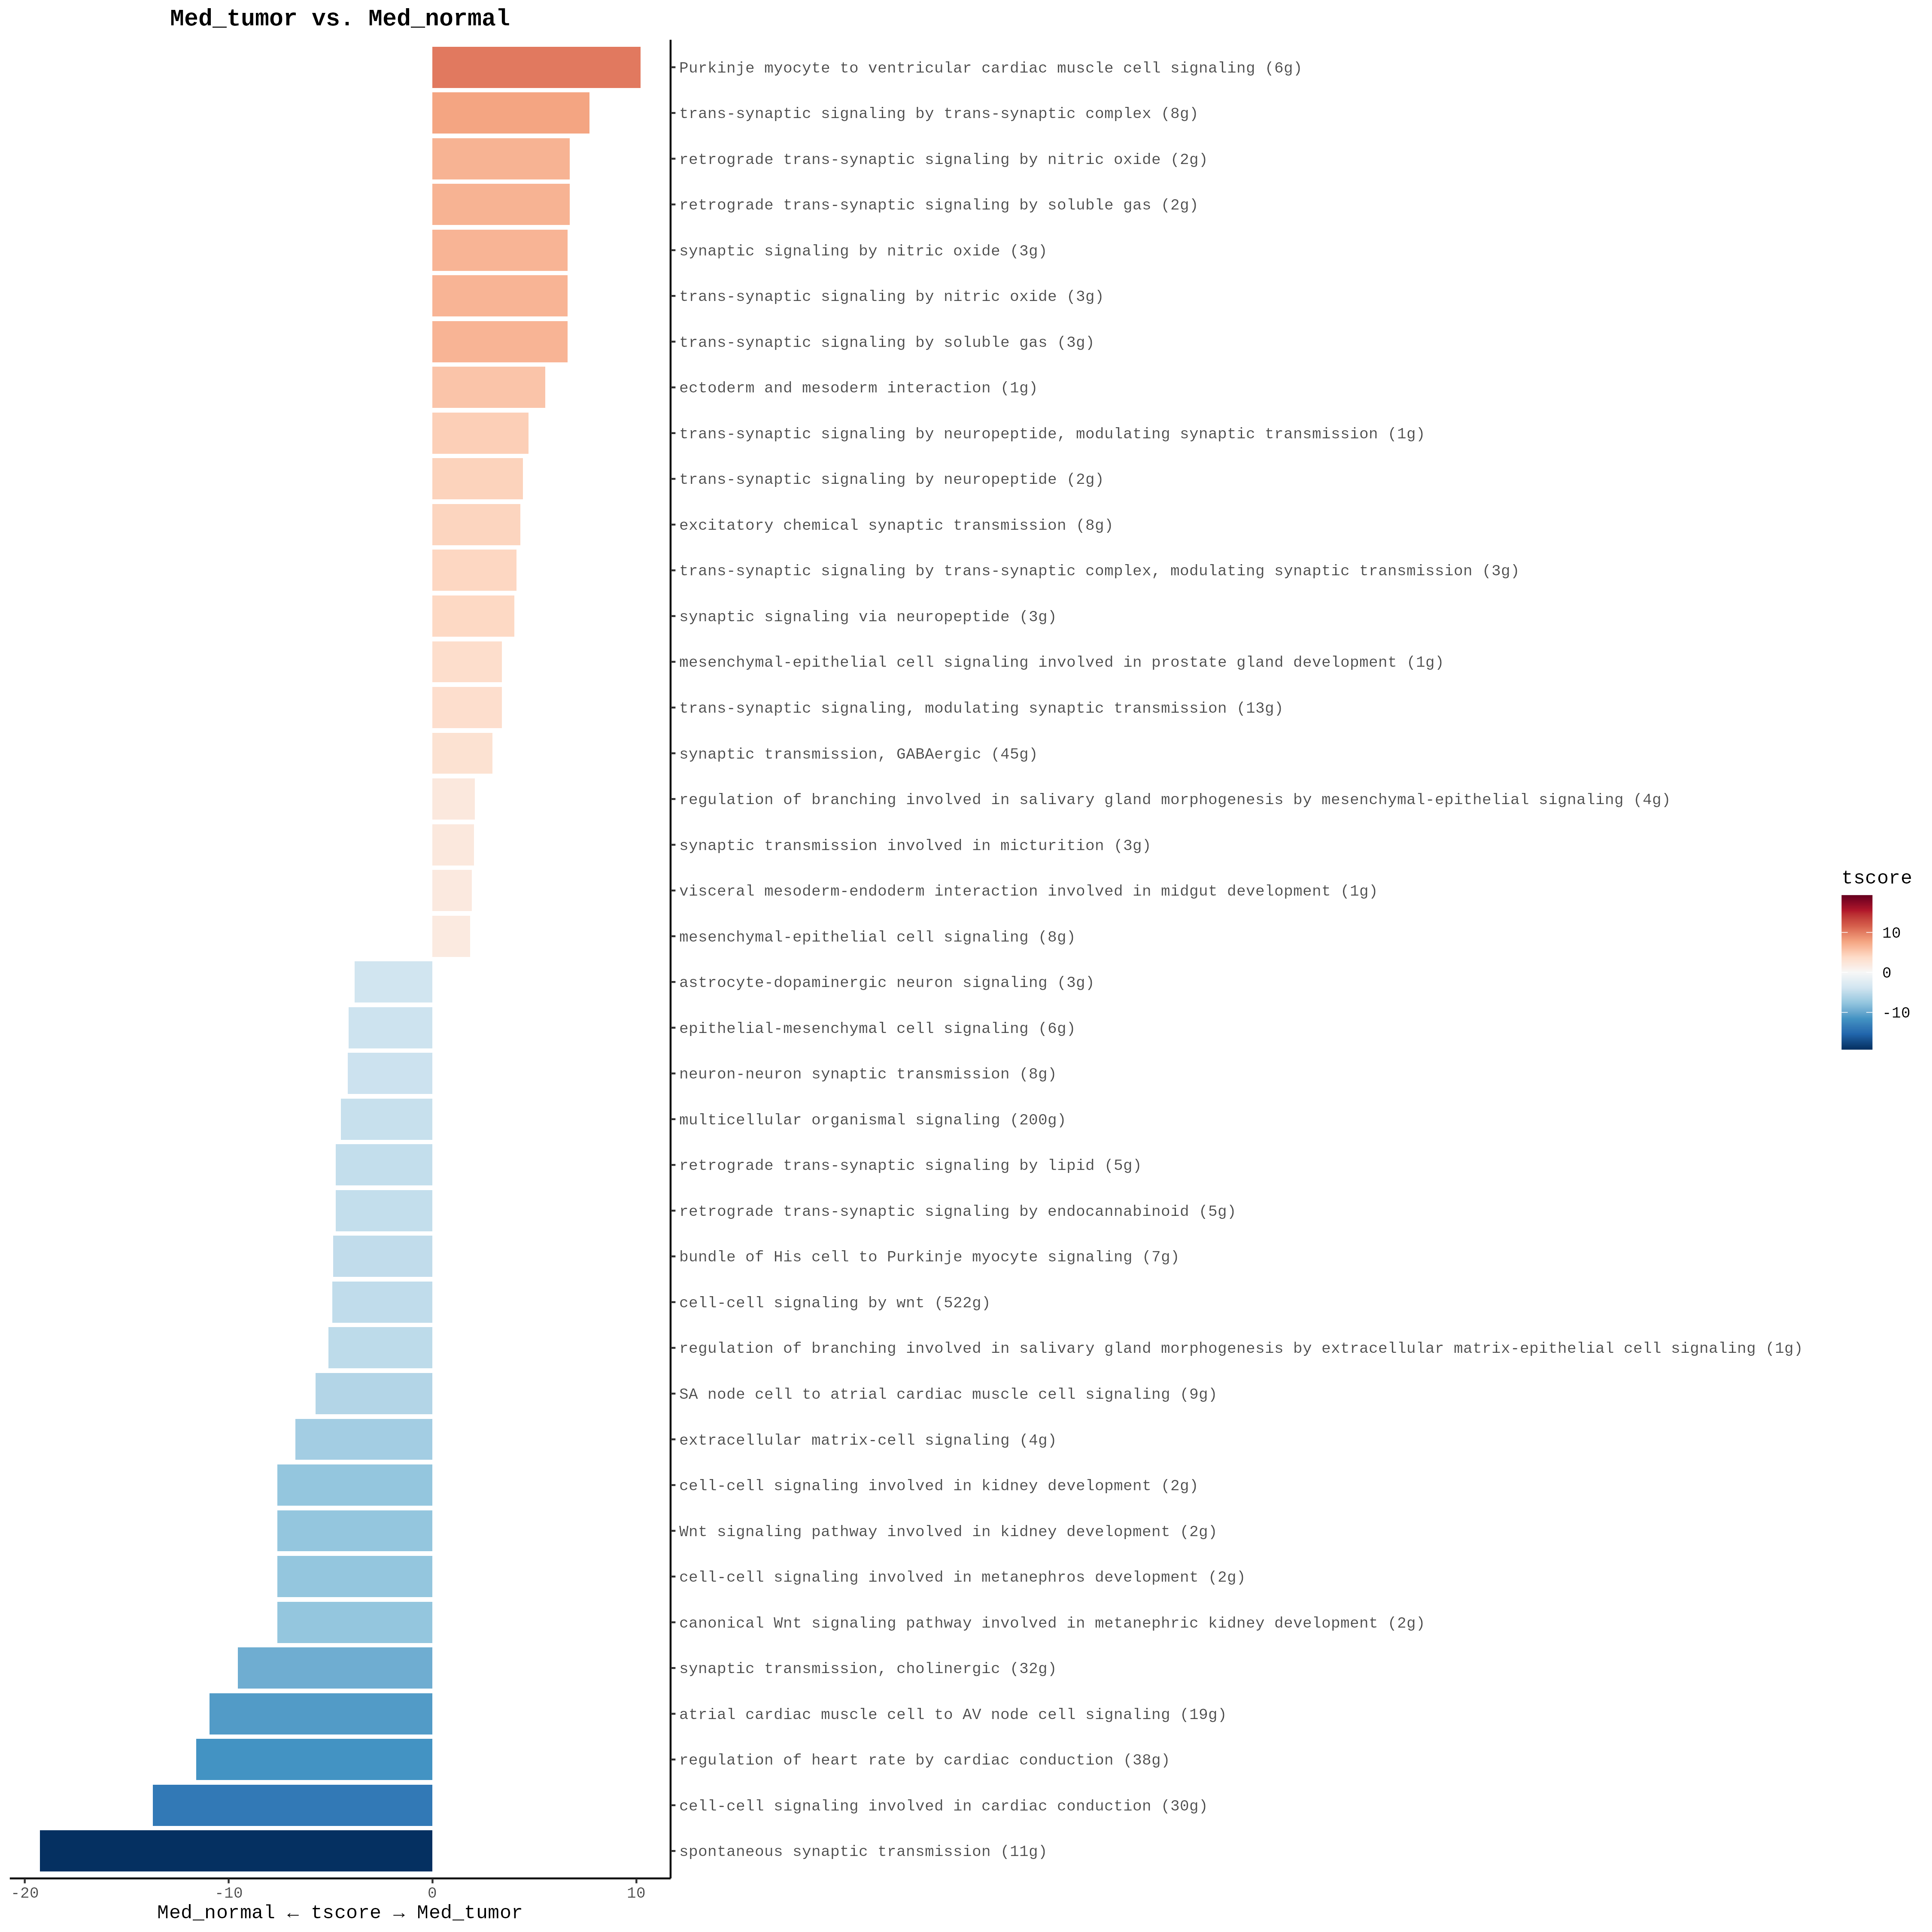 Med_tumor vs. Med_normal
Purkinje myocyte to ventricular cardiac muscle cell signaling (6g)
trans-synaptic signaling by trans-synaptic complex (8g)
retrograde trans-synaptic signaling by nitric oxide (2g)
retrograde trans-synaptic signaling by soluble gas (2g)
synaptic signaling by nitric oxide (3g)
trans-synaptic signaling by nitric oxide (3g)
trans-synaptic signaling by soluble gas (3g)
ectoderm and mesoderm interaction (1g)
trans-synaptic signaling by neuropeptide, modulating synaptic transmission (1g)
trans-synaptic signaling by neuropeptide (2g)
excitatory chemical synaptic transmission (8g)
trans-synaptic signaling by trans-synaptic complex, modulating synaptic transmission (3g)
synaptic signaling via neuropeptide (3g)
mesenchymal-epithelial cell signaling involved in prostate gland development (1g)
trans-synaptic signaling, modulating synaptic transmission (13g)
synaptic transmission, GABAergic (45g)
regulation of branching involved in salivary gland morphogenesis by mesenchymal-epithelial signaling (4g)
synaptic transmission involved in micturition (3g)
visceral mesoderm-endoderm interaction involved in midgut development (1g)
mesenchymal-epithelial cell signaling (8g)
astrocyte-dopaminergic neuron signaling (3g)
epithelial-mesenchymal cell signaling (6g)
neuron-neuron synaptic transmission (8g)
multicellular organismal signaling (200g)
retrograde trans-synaptic signaling by lipid (5g)
retrograde trans-synaptic signaling by endocannabinoid (5g)
bundle of His cell to Purkinje myocyte signaling (7g)
cell-cell signaling by wnt (522g)
regulation of branching involved in salivary gland morphogenesis by extracellular matrix-epithelial cell signaling (1g)
SA node cell to atrial cardiac muscle cell signaling (9g)
extracellular matrix-cell signaling (4g)
cell-cell signaling involved in kidney development (2g)
Wnt signaling pathway involved in kidney development (2g)
cell-cell signaling involved in metanephros development (2g)
canonical Wnt signaling pathway involved in metanephric kidney development (2g)
synaptic transmission, cholinergic (32g)
atrial cardiac muscle cell to AV node cell signaling (19g)
regulation of heart rate by cardiac conduction (38g)
cell-cell signaling involved in cardiac conduction (30g)
spontaneous synaptic transmission (11g)
-20 -10 0 10
Med_normal ← tscore → Med_tumor
tscore
10
0
-10